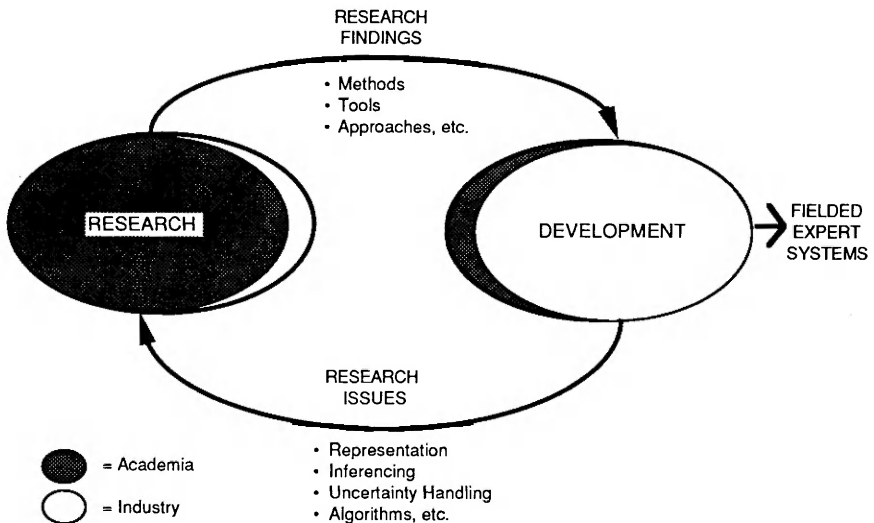 RESEARCH
FINDINGS
• Methods
• Tools
• Approaches, etc.
RESEARCH
DEVELOPMENT
FIELDED
EXPERT
SYSTEMS
RESEARCH
ISSUES
• Representation
• Inferencing
• Uncertainty Handling
• Algorithms, etc.
= Academia
= Industry